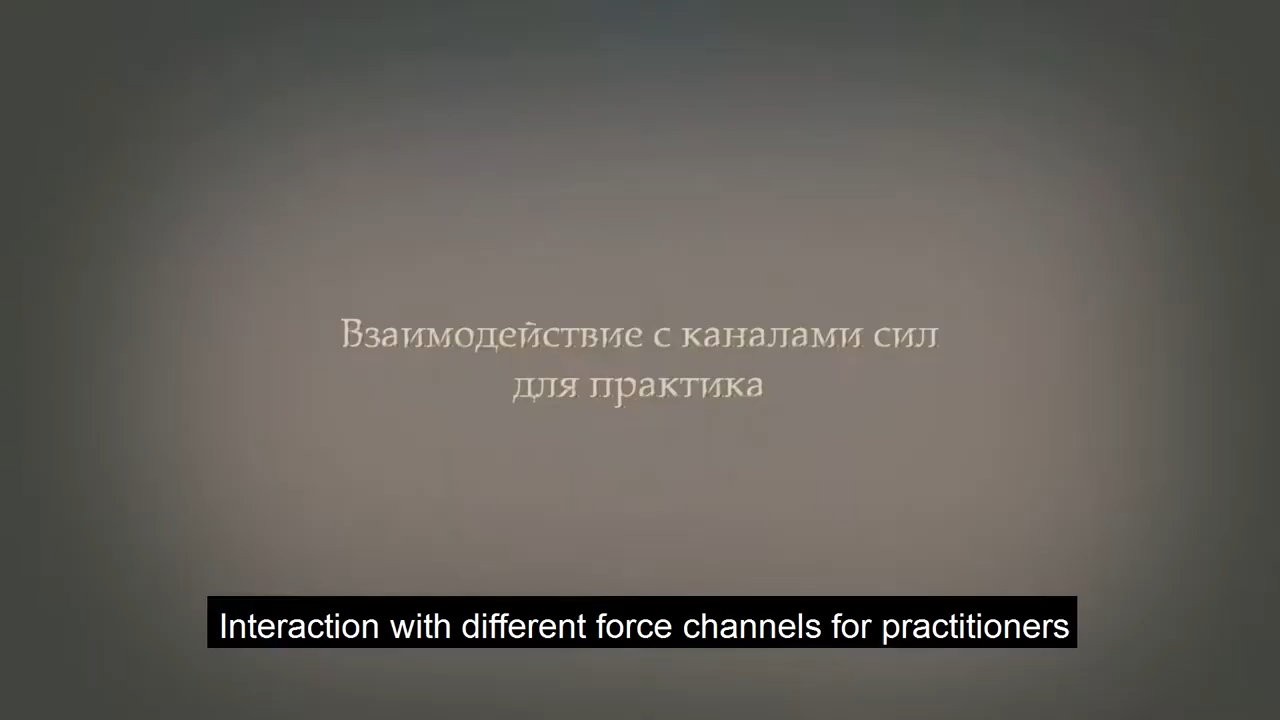 Взаимодействие с каналами сил
для практика
Interaction with different force channels for practitioners